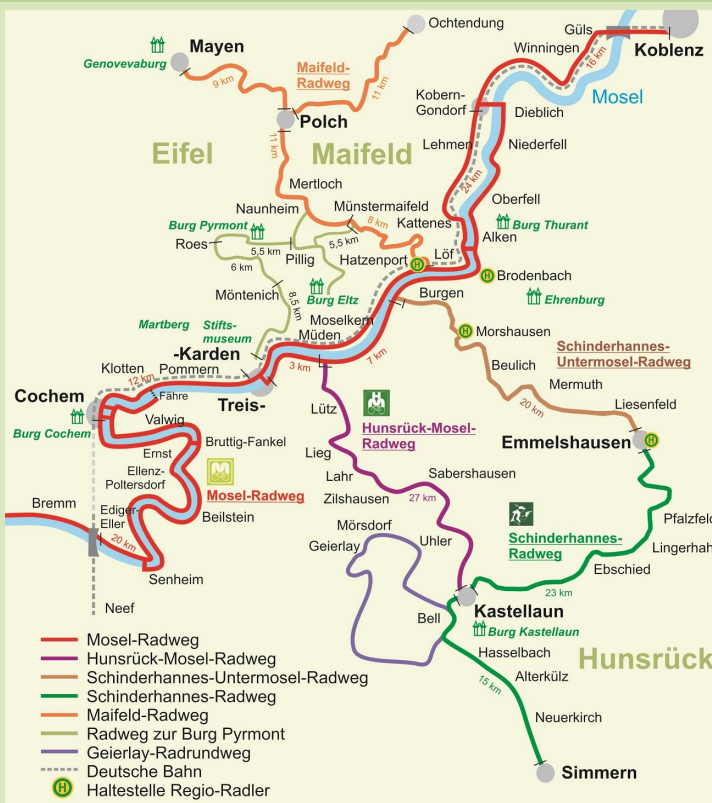 Ochtendung
Güls
Koblenz
Mayen
Genovevaburg
Winningen
16 km
Maifeld-
Radweg
9 km
11 km
Mosel
Kobern-
Gondorf
Dieblich
Polch
Eifel
Maifeld
11 km
Lehmen
Niederfell
24 km
Mertloch
Oberfell
Naunheim
Münstermaifeld
Kattenes
8 km
Burg Thurant
Burg Pyrmont
Alken
Roes
5,5 km
5,5 km
Pillig
Hatzenport
Löf
6 km
H
H
Brodenbach
Möntenich
8,5 km
Burg Eltz
Burgen
Ehrenburg
Martberg
Stifts-
museum
Moselkern
Müden
H
Morshausen
-Karden
Schinderhannes-
Untermosel-Radweg
Klotten
Pommern
3 km
7 km
Beulich
12 km
Mermuth
Cochem
Fähre
Treis-
20 km
Liesenfeld
Burg Cochem
Valwig
Lütz
Hunsrück-Mosel-
Radweg
Emmelshausen
H
Bruttig-Fankel
Ernst
Lieg
Ellenz-
Poltersdorf
Mosel-Radweg
Lahr
Sabershausen
Zilshausen
27 km
Bremm
Ediger-
Eller
Beilstein
Pfalzfeld
Mörsdorf
Schinderhannes-
Radweg
20 km
Geierlay
Uhler
Lingerhah
Ebschied
Senheim
23 km
Neef
Kastellaun
Bell
Burg Kastellaun
Mosel-Radweg
Hasselbach
Hunsrück
Hunsrück-Mosel-Radweg
Schinderhannes-Untermosel-Radweg
15 km
Alterkülz
Schinderhannes-Radweg
Maifeld-Radweg
Neuerkirch
Radweg zur Burg Pyrmont
Geierlay-Radrundweg
Deutsche Bahn
Simmern
H
Haltestelle Regio-Radler